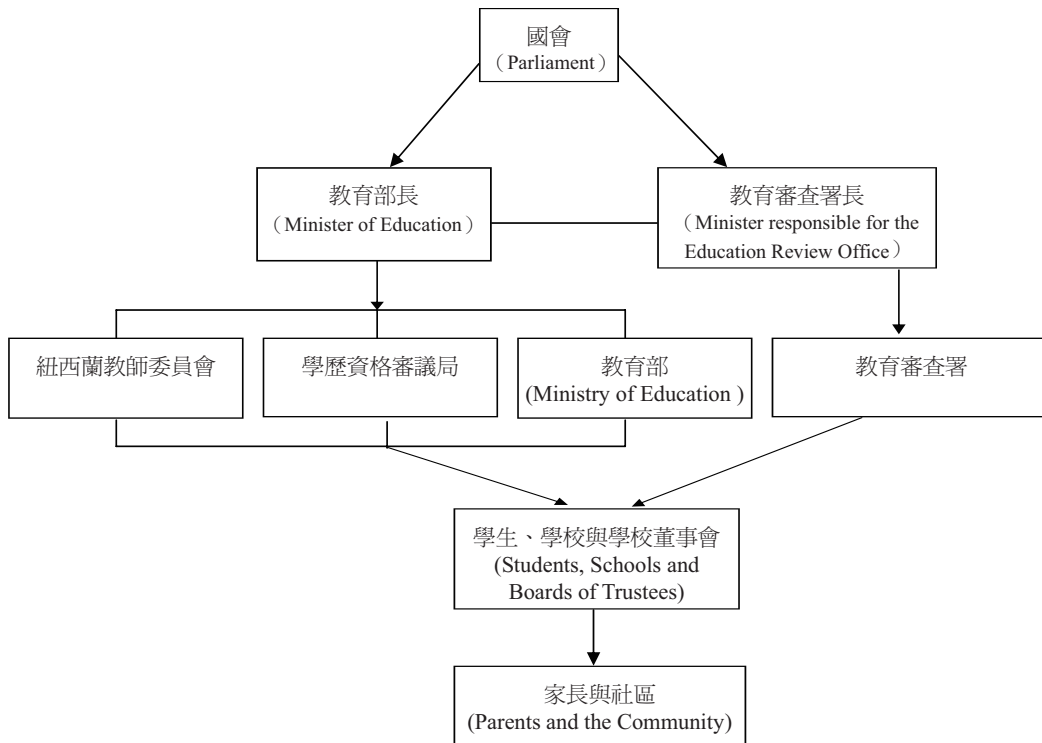 國會
（Parliament）
教育部長
（Minister of Education）
教育審查署長
（Minister responsible for the
Education Review Office）
紐西蘭教師委員會
學歷資格審議局
教育部
(Ministry of Education )
教育審查署
學生、學校與學校董事會
(Students, Schools and
Boards of Trustees)
家長與社區
(Parents and the Community)